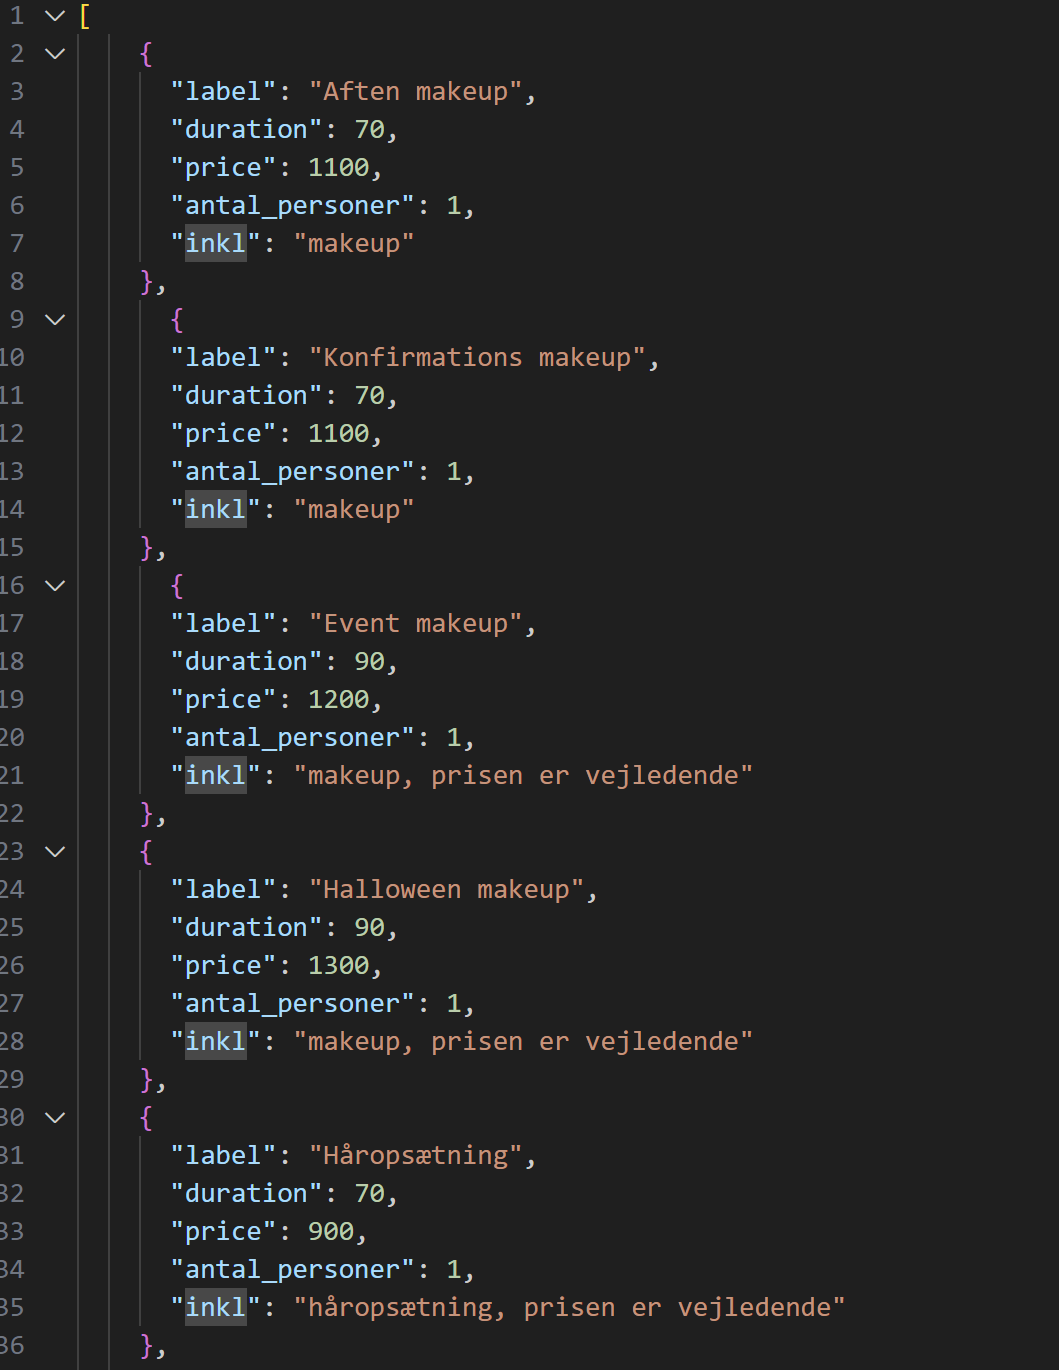 1 [
2 {
3 "label": "Aften makeup",
4 "duration": 70,
5 "price": 1100,
6 "antal_personer": 1,
7 "inkl": "makeup"
8 },
9 {
10 "label": "Konfirmations makeup",
11 "duration": 70,
12 "price": 1100,
13 "antal_personer": 1,
14 "inkl": "makeup"
15 },
16 {
17 "label": "Event makeup",
18 "duration": 90,
19 "price": 1200,
20 "antal_personer": 1,
21 "inkl": "makeup, prisen er vejledende"
22 },
23 {
24 "label": "Halloween makeup",
25 "duration": 90,
26 "price": 1300,
27 "antal_personer": 1,
28 "inkl": "makeup, prisen er vejledende"
29 },
30 {
31 "label": "Håropsætning",
32 "duration": 70,
33 "price": 900,
34 "antal_personer": 1,
35 "inkl": "håropsætning, prisen er vejledende"
36 },